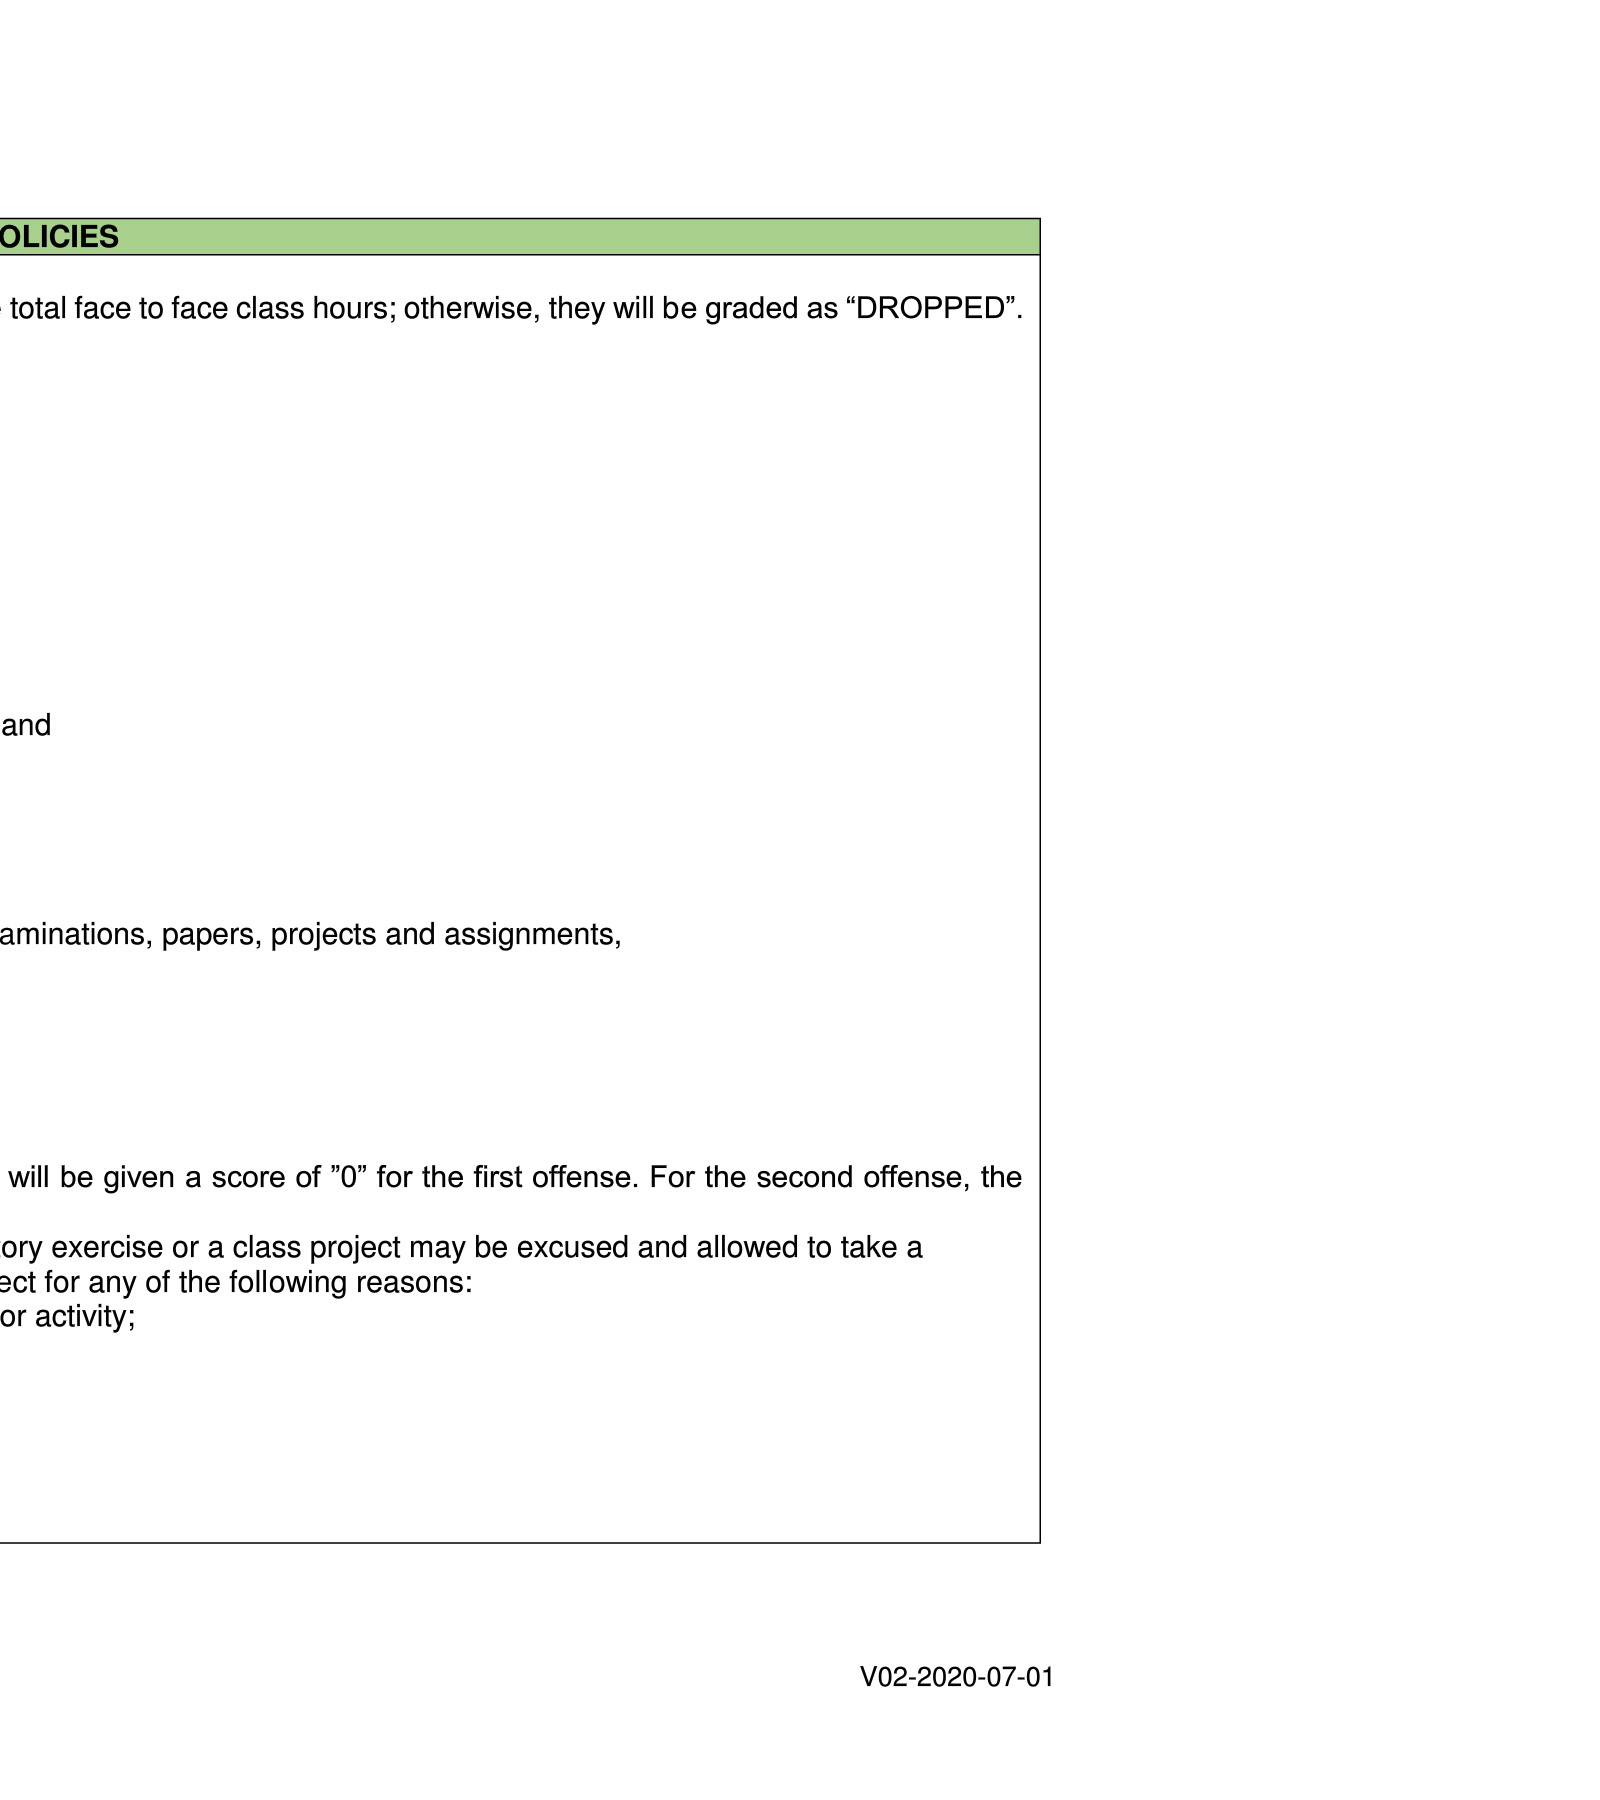 OLICIES
total face to face class hours; otherwise, they will be graded as “DROPPED”.
and
aminations, papers, projects and assignments,
will be given a score of ”0” for the first offense. For the second offense, the
tory exercise or a class project may be excused and allowed to take a
ect for any of the following reasons:
or activity;
V02-2020-07-01